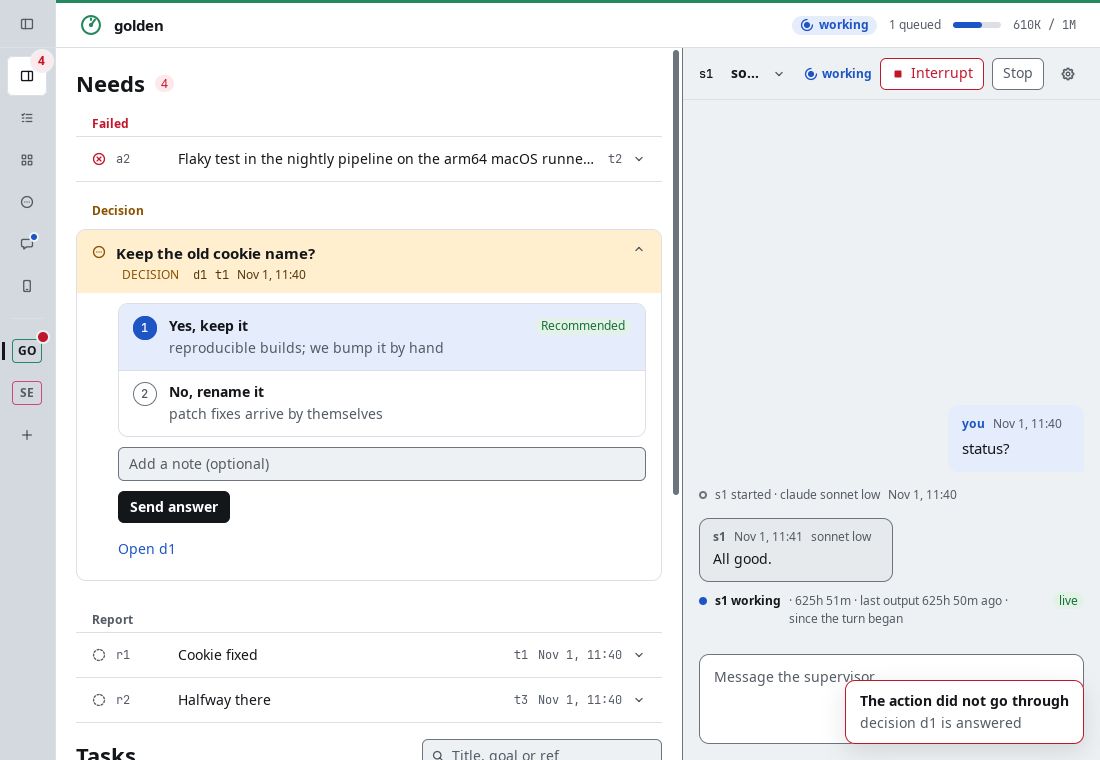 golden
working
1 queued
610K / 1M
4
GO
SE
Needs 4
Failed
a2 Flaky test in the nightly pipeline on the arm64 macOS runne... t2
Decision
Keep the old cookie name?
DECISION d1 t1 Nov 1, 11:40
1 Yes, keep it Recommended
reproducible builds; we bump it by hand
2 No, rename it
patch fixes arrive by themselves
Add a note (optional)
Send answer
Open d1
Report
r1 Cookie fixed t1 Nov 1, 11:40
r2 Halfway there t3 Nov 1, 11:40
Tasks
Title, goal or ref
s1 so... working Interrupt Stop
you Nov 1, 11:40
status?
s1 started · claude sonnet low Nov 1, 11:40
s1 Nov 1, 11:41 sonnet low
All good.
s1 working · 625h 51m · last output 625h 50m ago · live
since the turn began
Message the supervisor
The action did not go through
decision d1 is answered